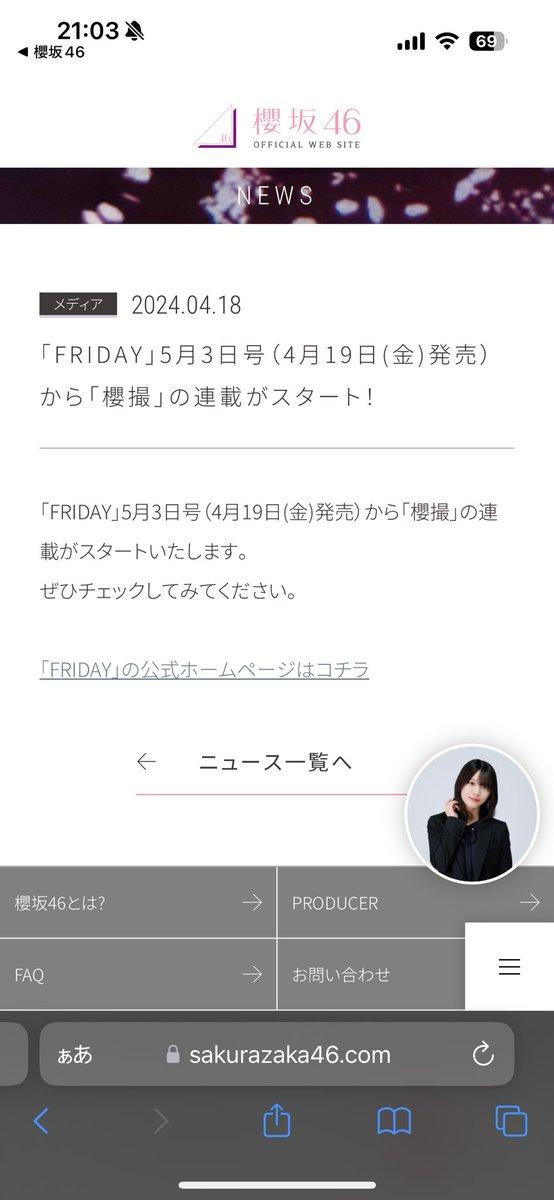 21:03
69
◀ 櫻坂46
櫻坂46
46
OFFICIAL WEB SITE
NEWS
メディア 2024.04.18
「FRIDAY」5月3日号（4月19日(金)発売）
から「櫻撮」の連載がスタート！
「FRIDAY」5月3日号（4月19日(金)発売）から「櫻撮」の連
載がスタートいたします。
ぜひチェックしてみてください。
「FRIDAY」の公式ホームページはコチラ
← ニュース一覧へ
櫻坂46とは? →
PRODUCER →
FAQ →
お問い合わせ
ぁあ sakurazaka46.com